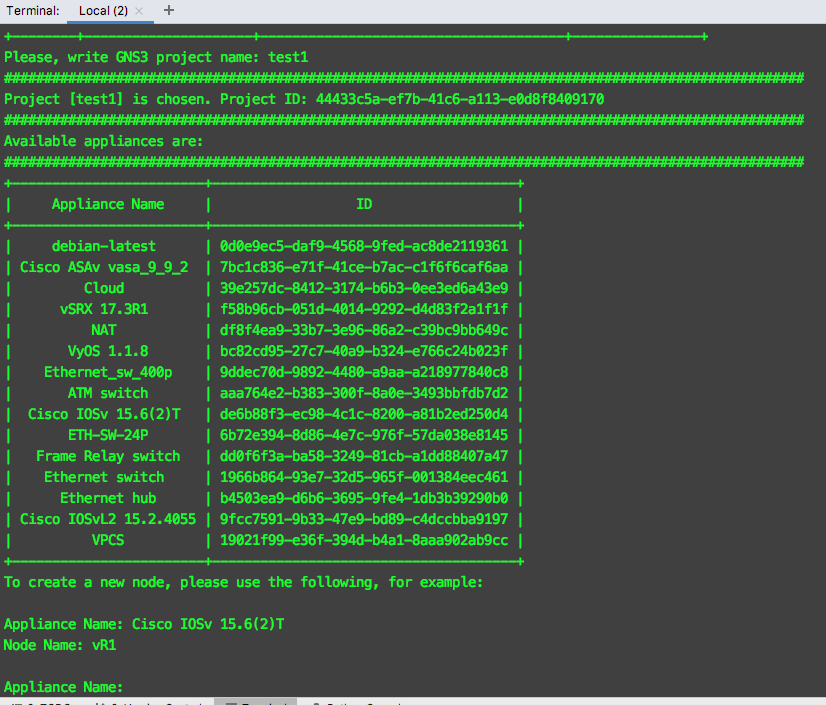 Terminal: Local (2) × +
+--------+---------------------+--------------------------------------+----------------+
Please, write GNS3 project name: test1
####################################################################################################
Project [test1] is chosen. Project ID: 44433c5a-ef7b-41c6-a113-e0d8f8409170
####################################################################################################
Available appliances are:
####################################################################################################
+------------------------+--------------------------------------+
| Appliance Name | ID |
+------------------------+--------------------------------------+
| debian-latest | 0d0e9ec5-daf9-4568-9fed-ac8de2119361 |
| Cisco ASAv vasa_9_9_2 | 7bc1c836-e71f-41ce-b7ac-c1f6f6caf6aa |
| Cloud | 39e257dc-8412-3174-b6b3-0ee3ed6a43e9 |
| vSRX 17.3R1 | f58b96cb-051d-4014-9292-d4d83f2a1f1f |
| NAT | df8f4ea9-33b7-3e96-86a2-c39bc9bb649c |
| VyOS 1.1.8 | bc82cd95-27c7-40a9-b324-e766c24b023f |
| Ethernet_sw_400p | 9ddec70d-9892-4480-a9aa-a218977840c8 |
| ATM switch | aaa764e2-b383-300f-8a0e-3493bbfdb7d2 |
| Cisco IOSv 15.6(2)T | de6b88f3-ec98-4c1c-8200-a81b2ed250d4 |
| ETH-SW-24P | 6b72e394-8d86-4e7c-976f-57da038e8145 |
| Frame Relay switch | dd0f6f3a-ba58-3249-81cb-a1dd88407a47 |
| Ethernet switch | 1966b864-93e7-32d5-965f-001384eec461 |
| Ethernet hub | b4503ea9-d6b6-3695-9fe4-1db3b39290b0 |
| Cisco IOSvL2 15.2.4055 | 9fcc7591-9b33-47e9-bd89-c4dccbba9197 |
| VPCS | 19021f99-e36f-394d-b4a1-8aaa902ab9cc |
+------------------------+--------------------------------------+
To create a new node, please use the following, for example:
Appliance Name: Cisco IOSv 15.6(2)T
Node Name: vR1
Appliance Name: